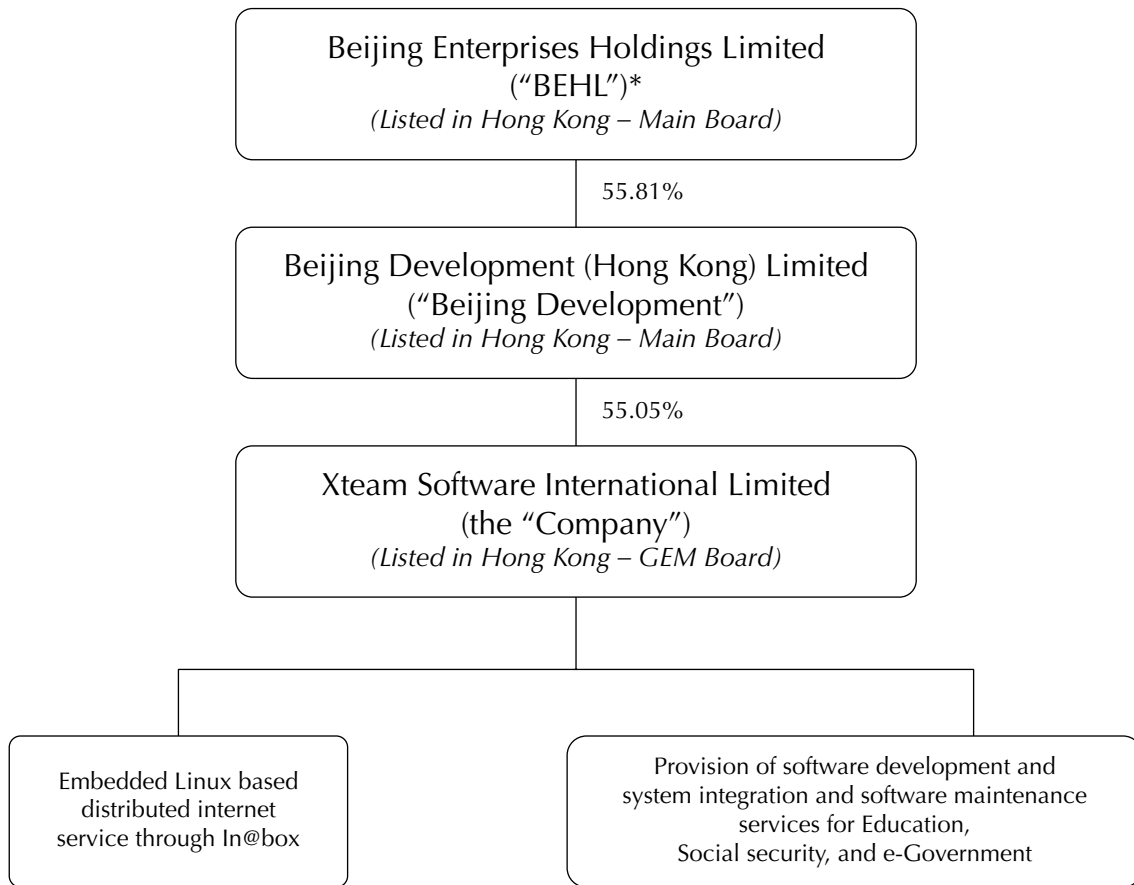 Beijing Enterprises Holdings Limited
(“BEHL”)*
(Listed in Hong Kong – Main Board)
55.81%
Beijing Development (Hong Kong) Limited
(“Beijing Development”)
(Listed in Hong Kong – Main Board)
55.05%
Xteam Software International Limited
(the “Company”)
(Listed in Hong Kong – GEM Board)
Embedded Linux based
distributed internet
service through In@box
Provision of software development and
system integration and software maintenance
services for Education,
Social security, and e-Government